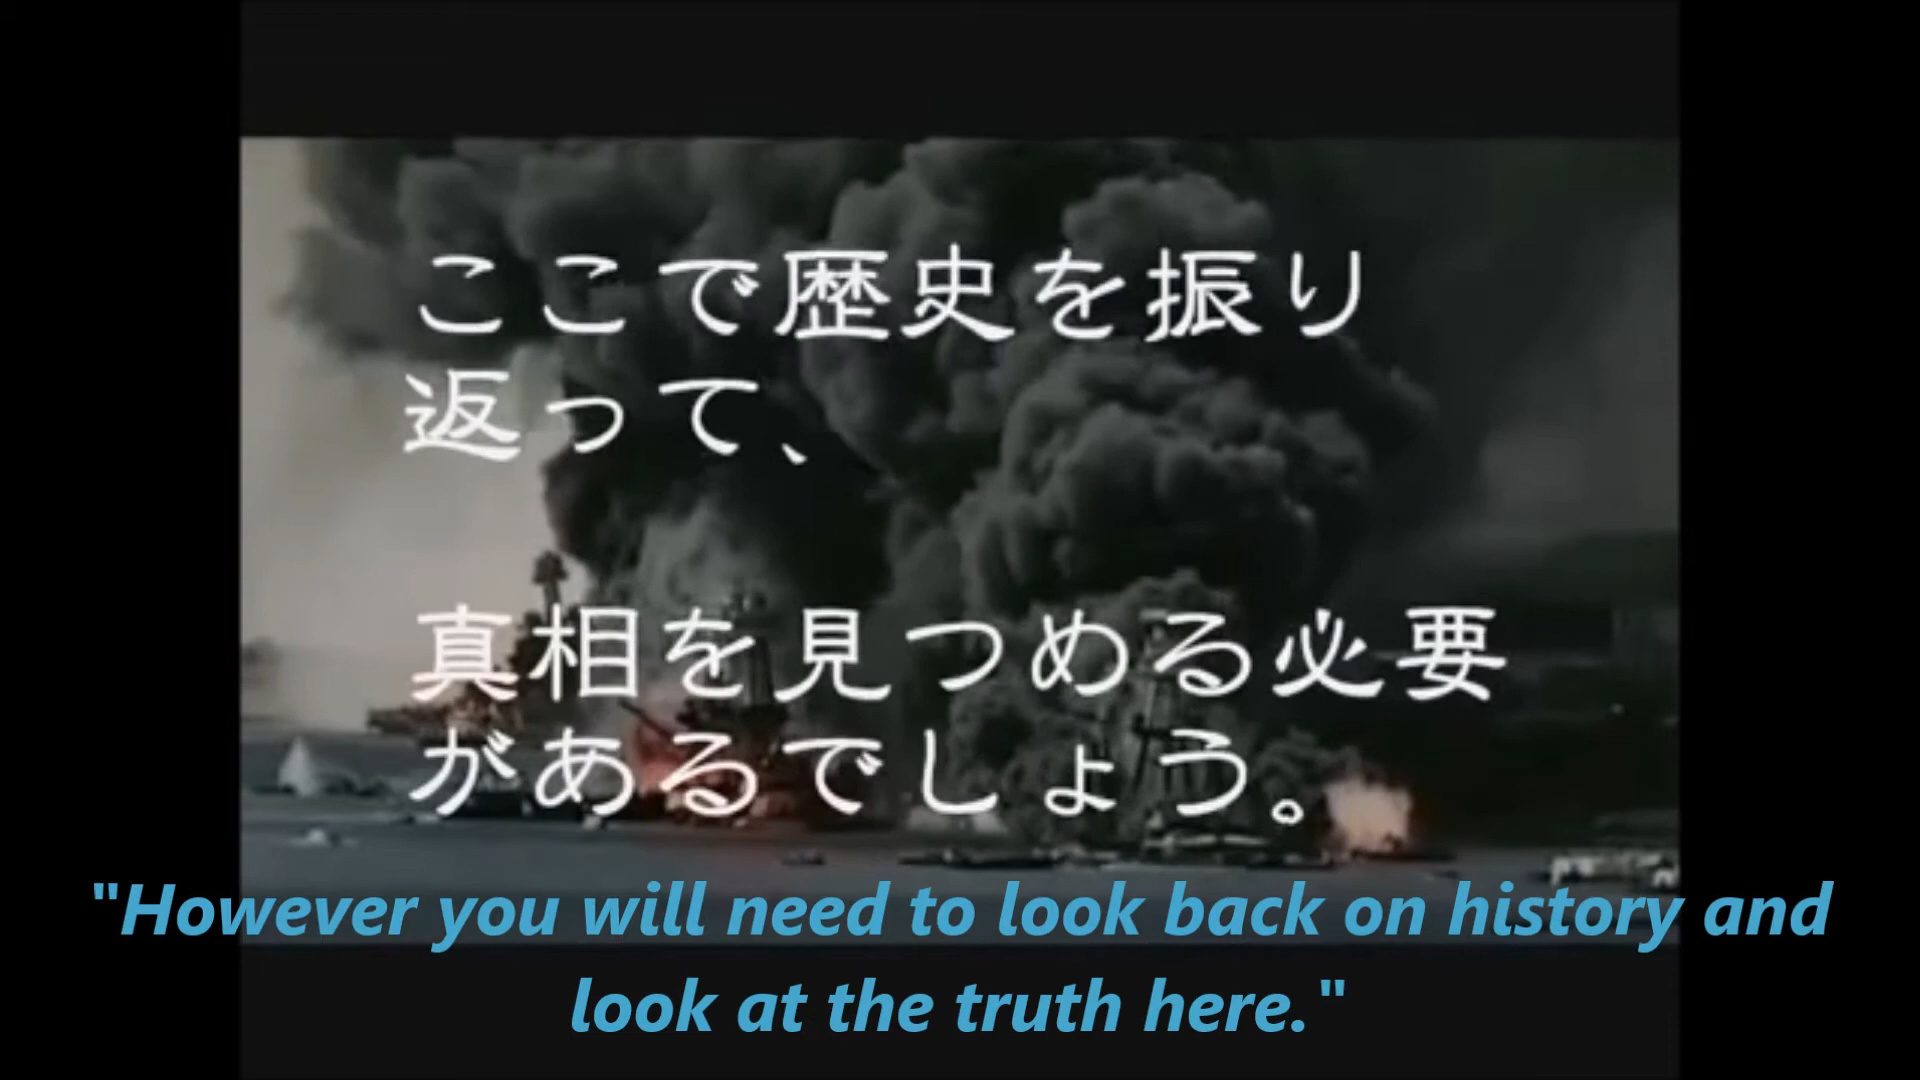 ここで歴史を振り
返って、
真相を見つめる必要
があるでしょう。
"However you will need to look back on history and
look at the truth here."